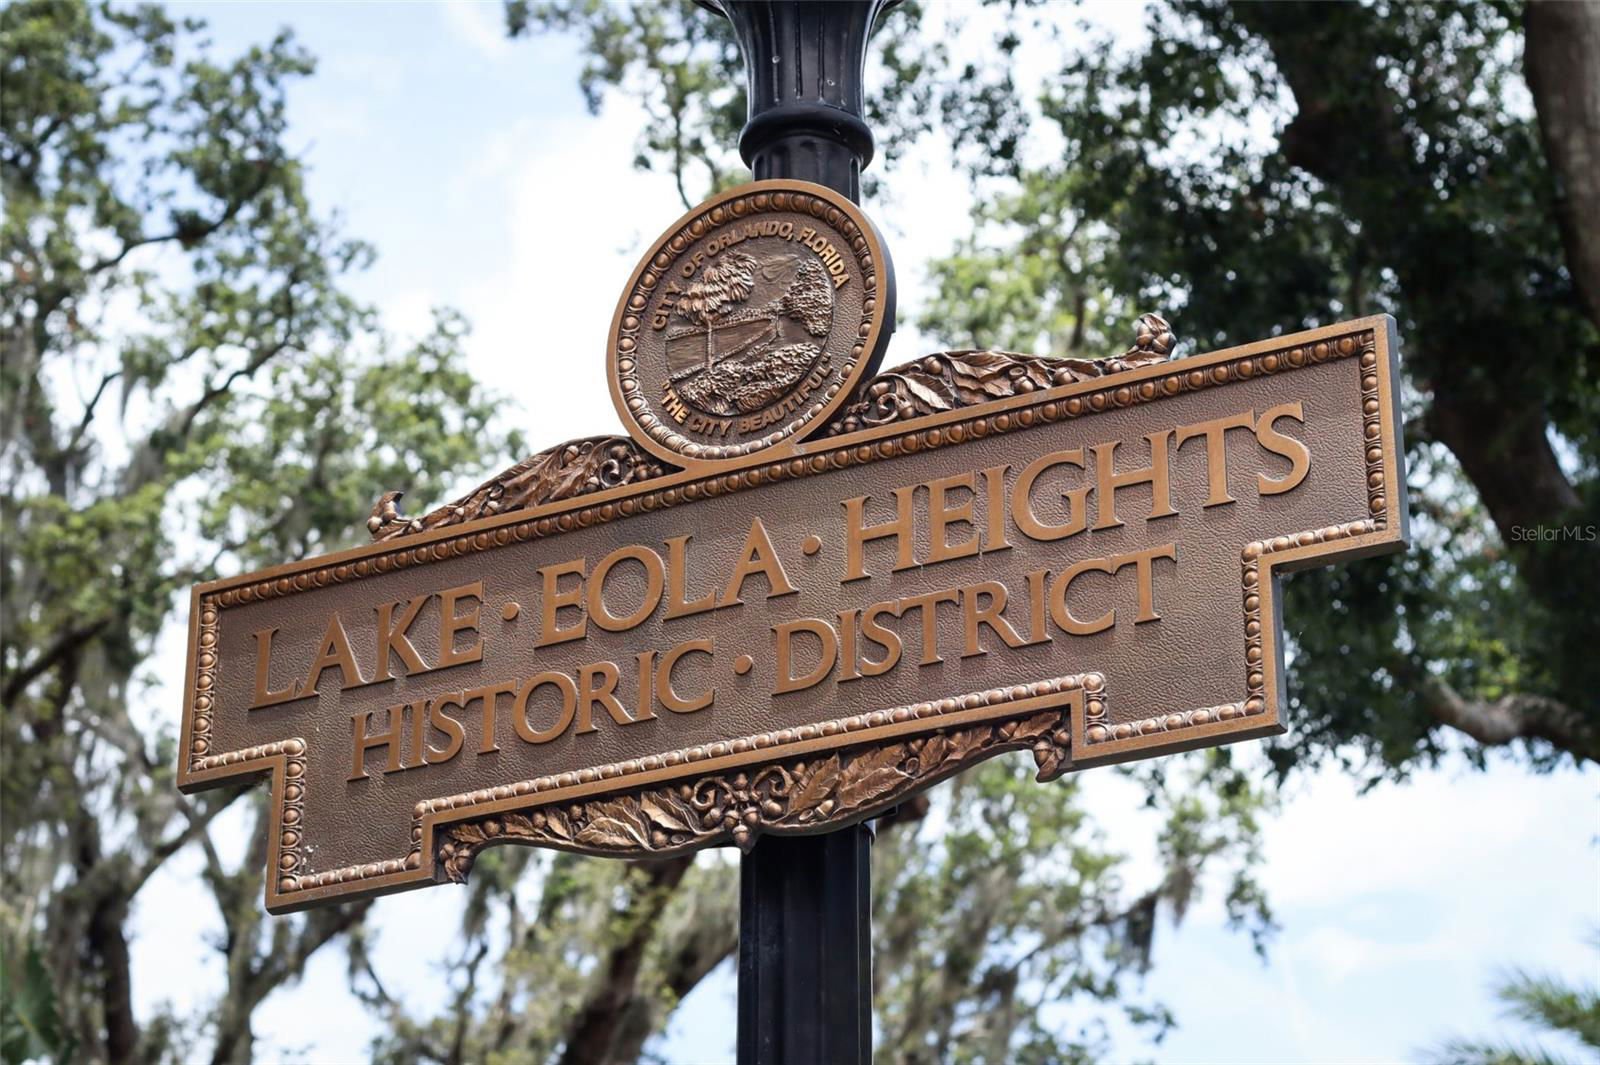 CITY OF ORLANDO, FLORIDA
"THE CITY BEAUTIFUL"
LAKE · EOLA · HEIGHTS
HISTORIC · DISTRICT
StellarMLS